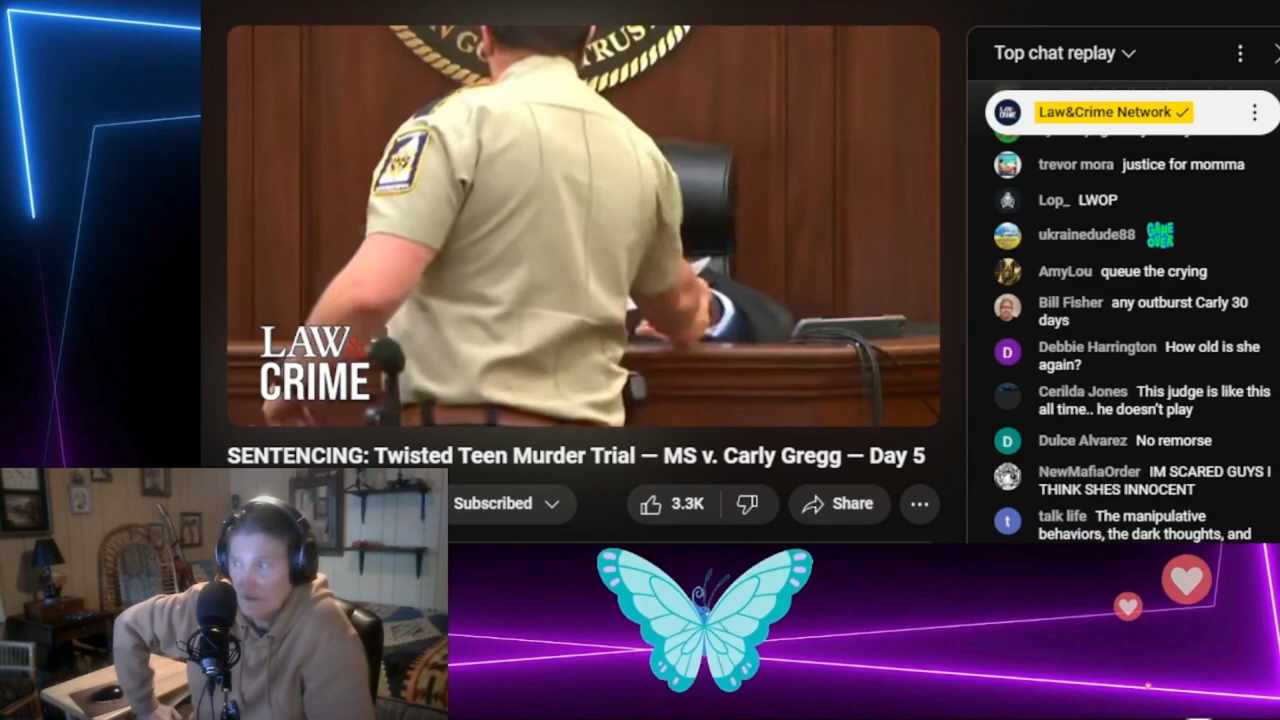 N GO
TRUS
LAW&
CRIME
SENTENCING: Twisted Teen Murder Trial — MS v. Carly Gregg — Day 5
Subscribed
3.3K
Share
Top chat replay
Law&Crime Network
trevor mora justice for momma
Lop_ LWOP
ukrainedude88 GAME
OVER
AmyLou queue the crying
Bill Fisher any outburst Carly 30
days
D
Debbie Harrington How old is she
again?
Cerilda Jones This judge is like this
all time.. he doesn't play
D
Dulce Alvarez No remorse
NewMafiaOrder IM SCARED GUYS I
THINK SHES INNOCENT
t
talk life The manipulative
behaviors, the dark thoughts, and